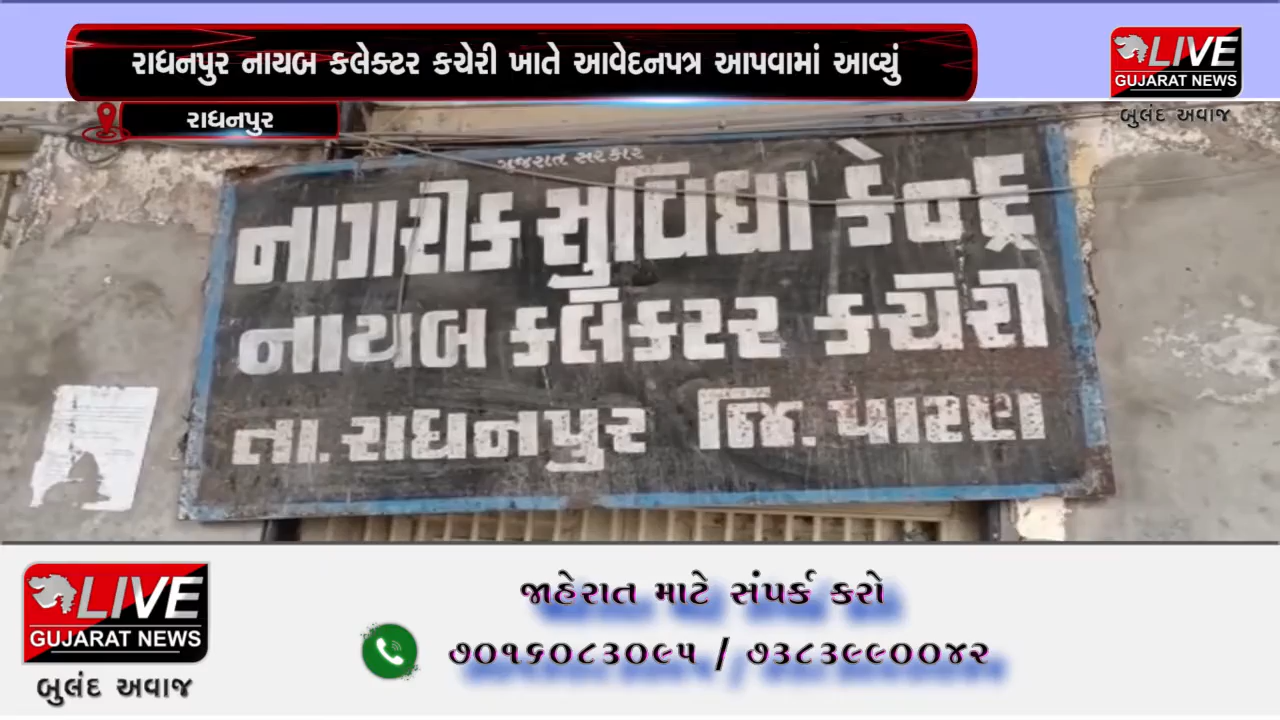 રાધનપુર નાયબ કલેક્ટર કચેરી ખાતે આવેદનપત્ર આપવામાં આવ્યું
LIVE
GUJARAT NEWS
બુલંદ અવાજ
રાધનપુર
ગુજરાત સરકાર
નાગરીક સુવિધા કેન્દ્ર
નાયબ કલેકટર કચેરી
તા. રાધનપુર જિ. પાટણ
LIVE
GUJARAT NEWS
બુલંદ અવાજ
જાહેરાત માટે સંપર્ક કરો
૭૦૧૬૦૮૩૦૯૫ / ૭૩૮૩૯૯૦૦૪૨